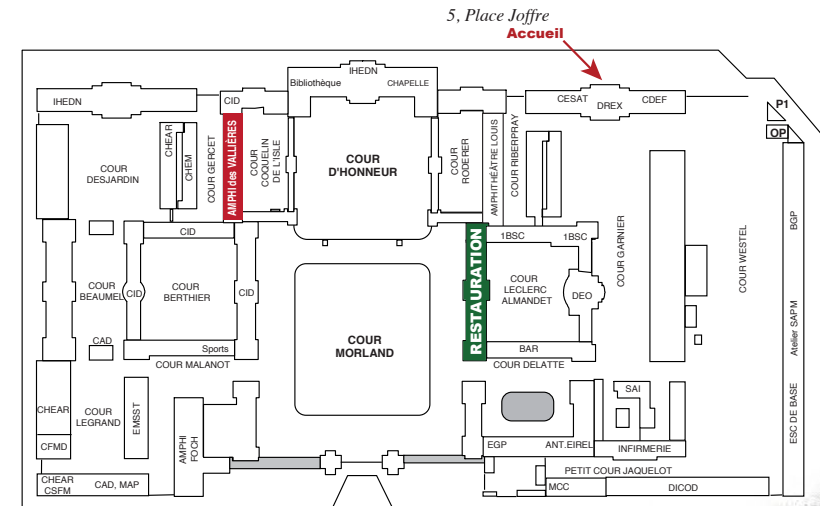 5, Place Joffre
Accueil
IHEDN
Bibliothèque
CHAPELLE
IHEDN
CID
CESAT
DREX
CDEF
P1
OP
COUR
DESJARDIN
CHEAR
CHEM
COUR GERCET
AMPHI des VALLIÈRES
COUR
COQUELIN
DE L'ISLE
COUR
D'HONNEUR
COUR
RODERER
AMPHITHÉÂTRE LOUIS
COUR RIBERPRAY
CID
1BSC
1BSC
COUR GARNIER
COUR WESTEL
BGP
COUR
BEAUMEL
CID
COUR
BERTHIER
CID
RESTAURATION
COUR
LECLERC
ALMANDET
DEO
COUR
MORLAND
Atelier SAPM
CAD
Sports
COUR MALANOT
BAR
COUR DELATTE
CHEAR
COUR
LEGRAND
EMSST
AMPHI
FOCH
SAI
ESC DE BASE
CFMD
EGP
ANT.EIREL
INFIRMERIE
CHEAR
CSFM
CAD, MAP
PETIT COUR JAQUELOT
MCC
DICOD